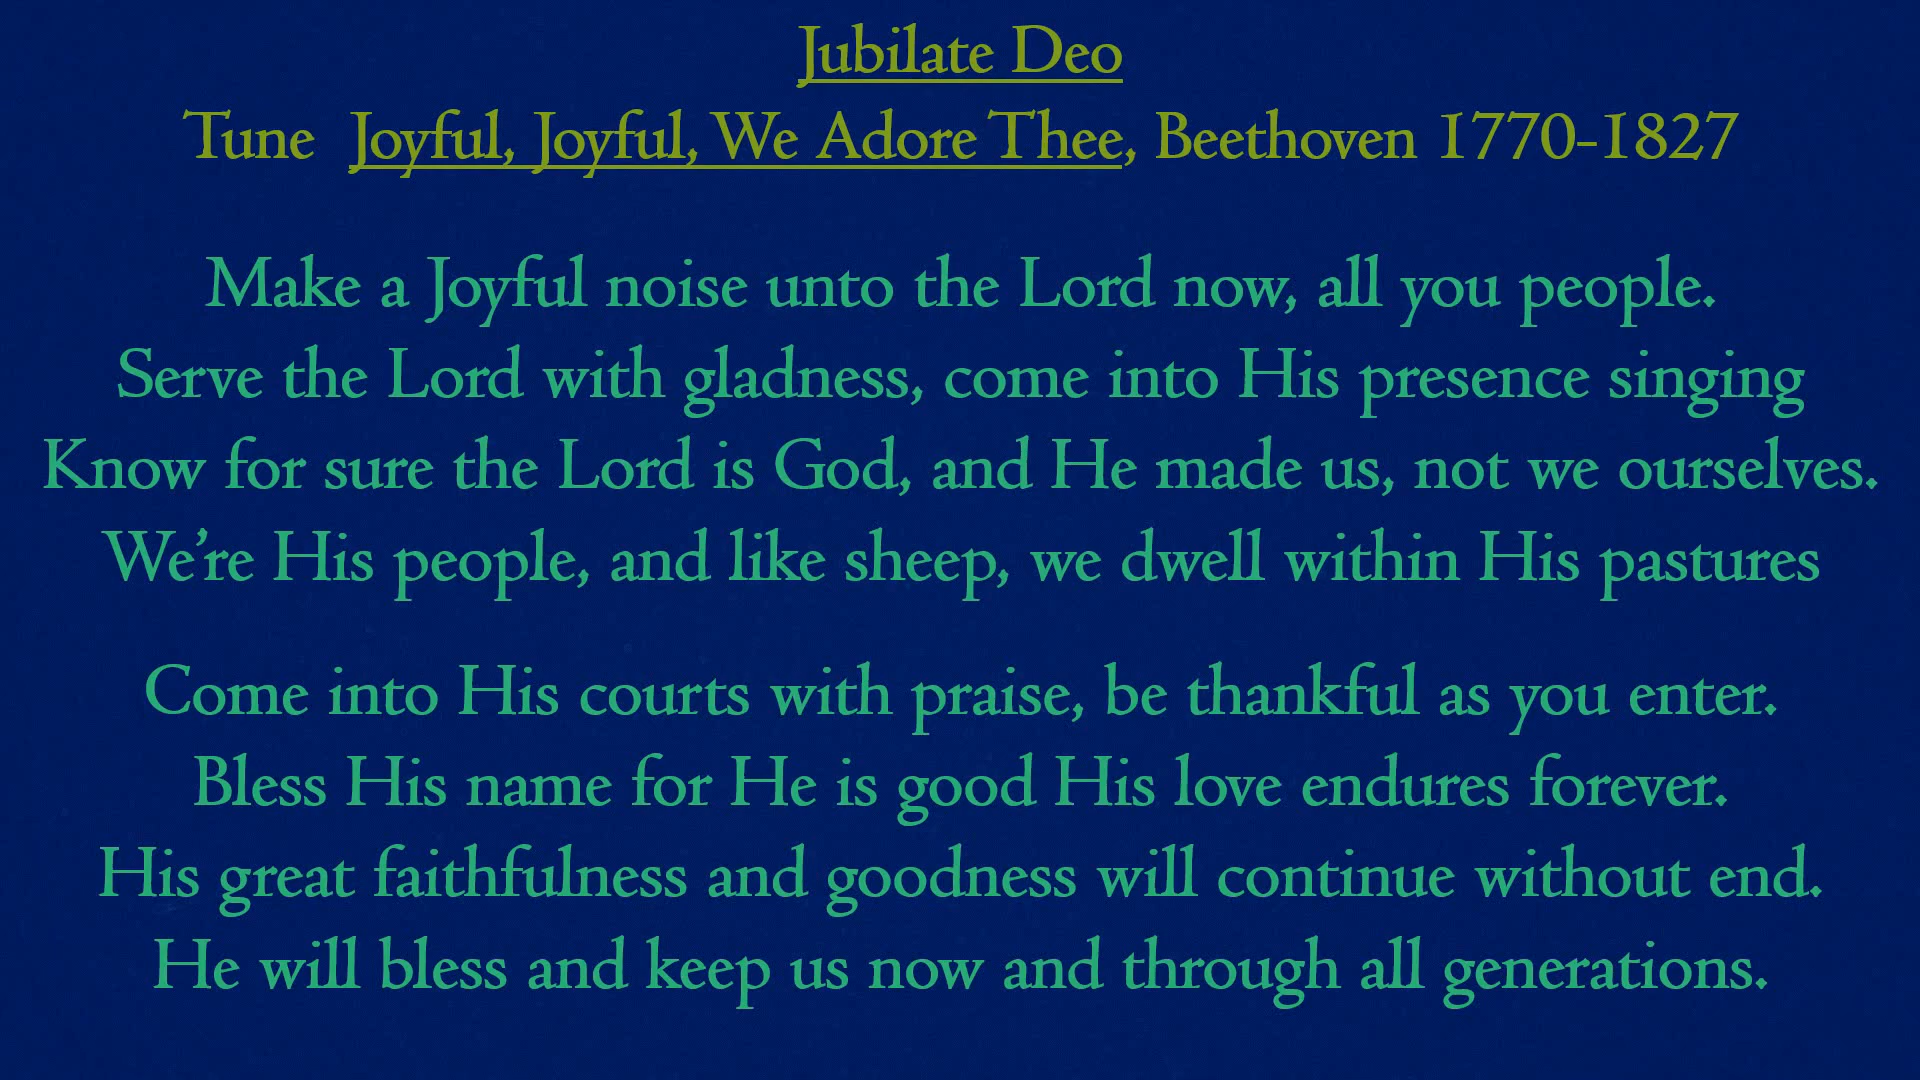 Jubilate Deo
Tune  Joyful, Joyful, We Adore Thee, Beethoven 1770-1827
Make a Joyful noise unto the Lord now, all you people.
Serve the Lord with gladness, come into His presence singing
Know for sure the Lord is God, and He made us, not we ourselves.
We’re His people, and like sheep, we dwell within His pastures
Come into His courts with praise, be thankful as you enter.
Bless His name for He is good His love endures forever.
His great faithfulness and goodness will continue without end.
He will bless and keep us now and through all generations.